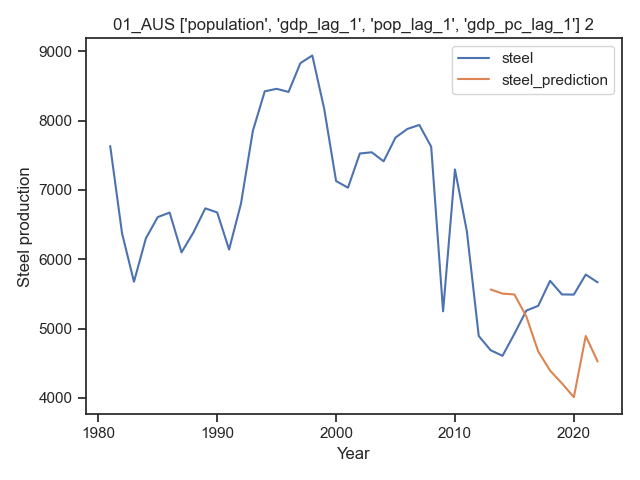 01_AUS ['population', 'gdp_lag_1', 'pop_lag_1', 'gdp_pc_lag_1'] 2
steel
steel_prediction
9000
8000
7000
6000
5000
4000
Steel production
1980
1990
2000
2010
2020
Year